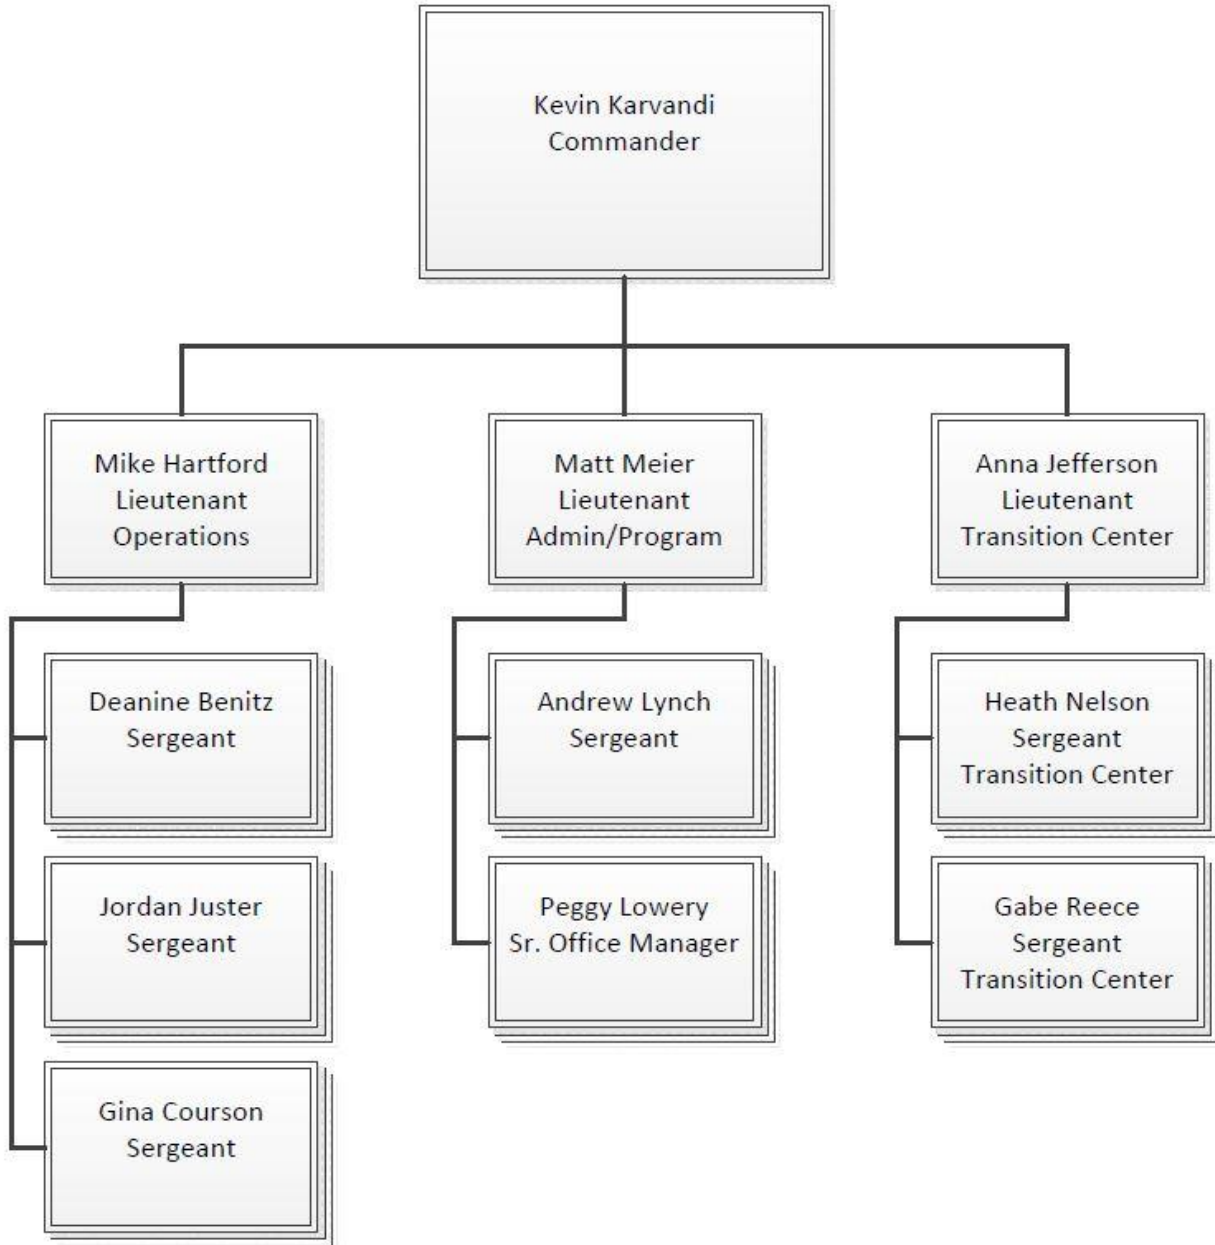 Kevin Karvandi
Commander
Mike Hartford
Lieutenant
Operations
Matt Meier
Lieutenant
Admin/Program
Anna Jefferson
Lieutenant
Transition Center
Deanine Benitz
Sergeant
Andrew Lynch
Sergeant
Heath Nelson
Sergeant
Transition Center
Jordan Juster
Sergeant
Peggy Lowery
Sr. Office Manager
Gabe Reece
Sergeant
Transition Center
Gina Courson
Sergeant